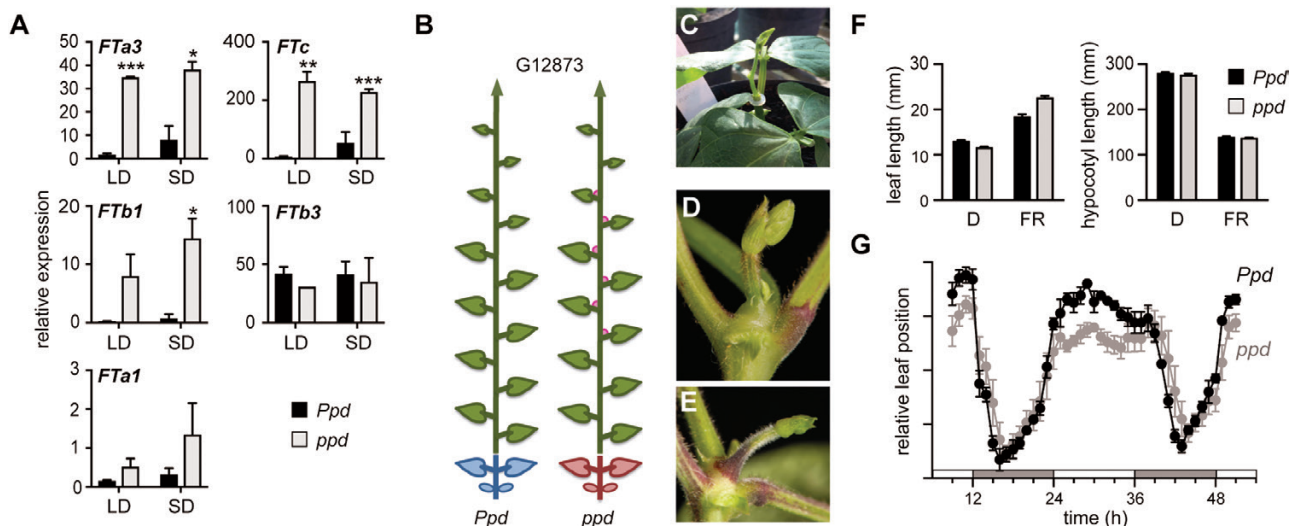 A
FTa3
50
40
30
20
10
0
***
*
LD
SD
FTc
400
200
0
**
***
LD
SD
FTb1
20
10
0
*
LD
SD
FTb3
100
50
0
LD
SD
FTa1
3
2
1
0
LD
SD
relative expression
Ppd
ppd
B
G12873
Ppd
ppd
C
D
E
F
leaf length (mm)
30
20
10
0
D
FR
hypocotyl length (mm)
300
200
100
0
D
FR
Ppd
ppd
G
relative leaf position
Ppd
ppd
12
24
36
48
time (h)